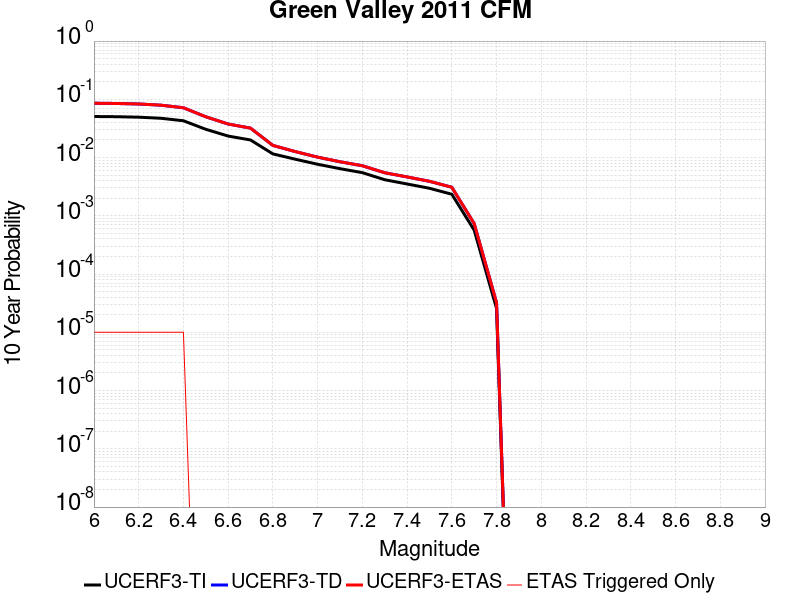 Green Valley 2011 CFM
10^0
10^-1
10^-2
10^-3
10^-4
10^-5
10^-6
10^-7
10^-8
10 Year Probability
6 6.2 6.4 6.6 6.8 7 7.2 7.4 7.6 7.8 8 8.2 8.4 8.6 8.8 9
Magnitude
UCERF3-TI UCERF3-TD UCERF3-ETAS ETAS Triggered Only